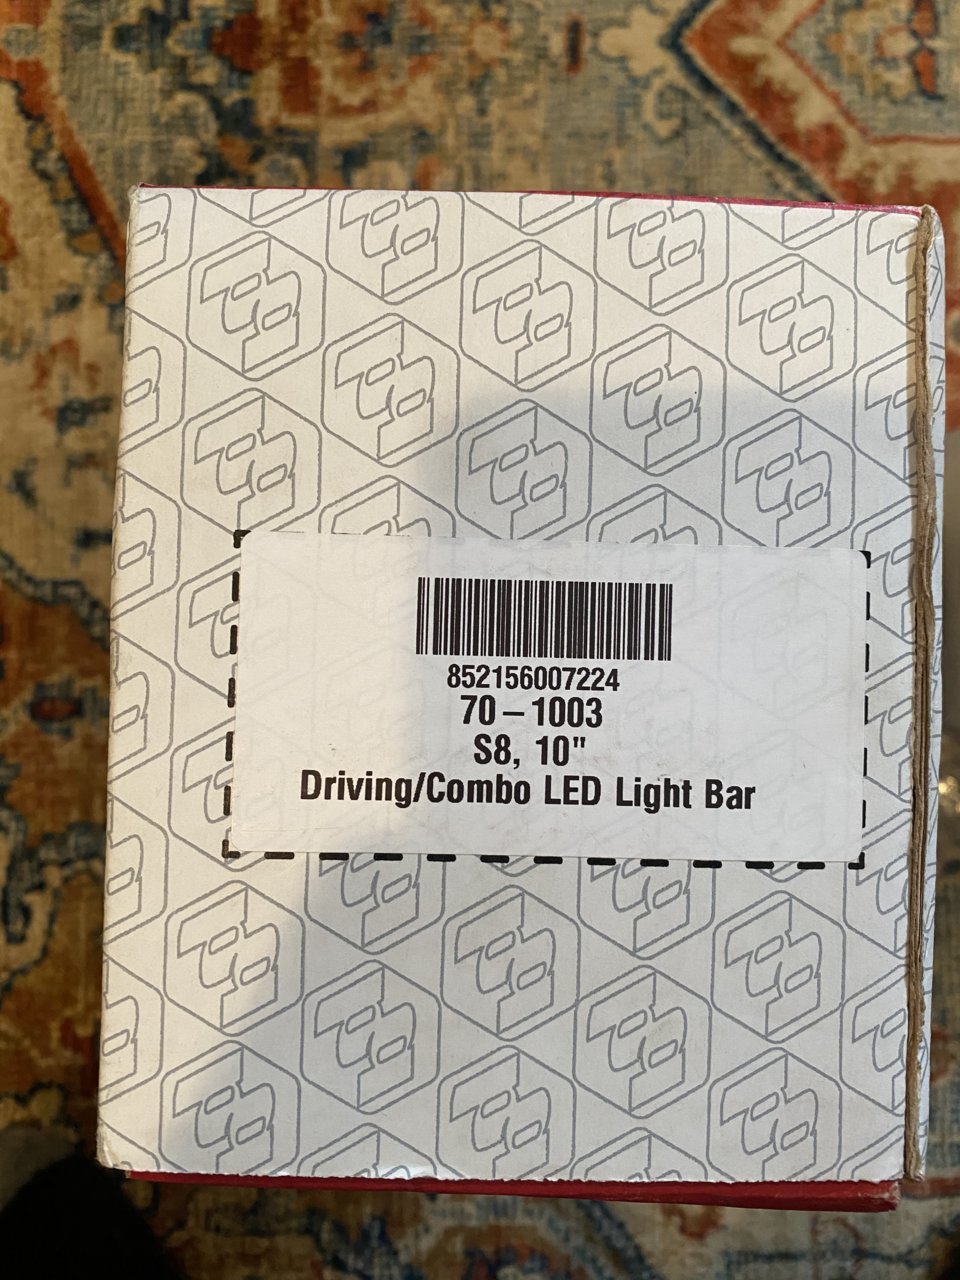 852156007224
70-1003
S8, 10"
Driving/Combo LED Light Bar